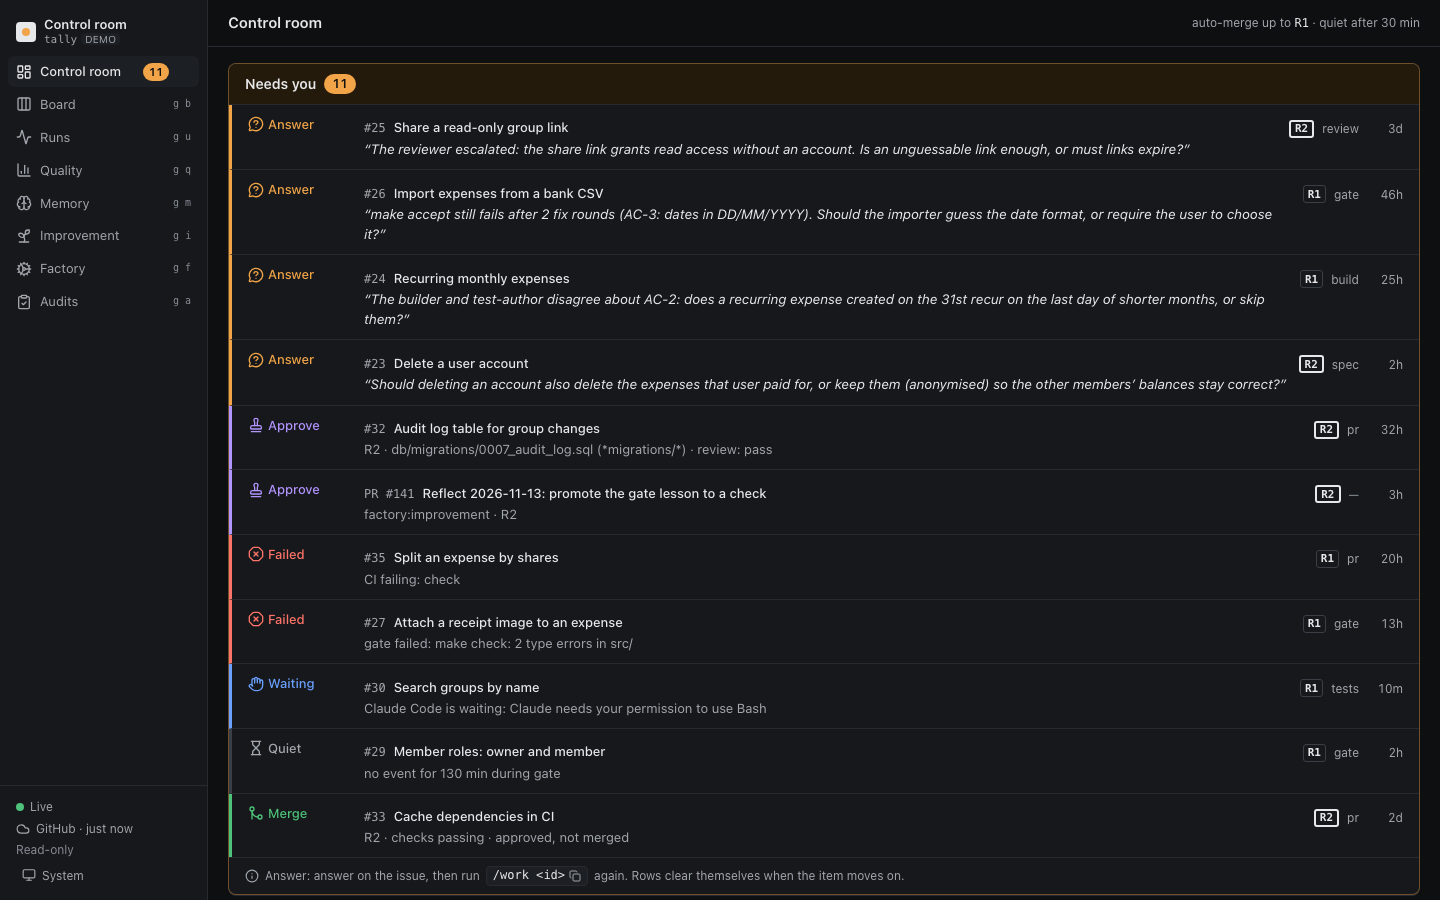 Control room
tally DEMO
Control room 11
Board g b
Runs g u
Quality g q
Memory g m
Improvement g i
Factory g f
Audits g a
Live
GitHub · just now
Read-only
System
Control room
auto-merge up to R1 · quiet after 30 min
Needs you 11
Answer #25 Share a read-only group link R2 review 3d
“The reviewer escalated: the share link grants read access without an account. Is an unguessable link enough, or must links expire?”
Answer #26 Import expenses from a bank CSV R1 gate 46h
“make accept still fails after 2 fix rounds (AC-3: dates in DD/MM/YYYY). Should the importer guess the date format, or require the user to choose
it?”
Answer #24 Recurring monthly expenses R1 build 25h
“The builder and test-author disagree about AC-2: does a recurring expense created on the 31st recur on the last day of shorter months, or skip
them?”
Answer #23 Delete a user account R2 spec 2h
“Should deleting an account also delete the expenses that user paid for, or keep them (anonymised) so the other members’ balances stay correct?”
Approve #32 Audit log table for group changes R2 pr 32h
R2 · db/migrations/0007_audit_log.sql (*migrations/*) · review: pass
Approve PR #141 Reflect 2026-11-13: promote the gate lesson to a check R2 — 3h
factory:improvement · R2
Failed #35 Split an expense by shares R1 pr 20h
CI failing: check
Failed #27 Attach a receipt image to an expense R1 gate 13h
gate failed: make check: 2 type errors in src/
Waiting #30 Search groups by name R1 tests 10m
Claude Code is waiting: Claude needs your permission to use Bash
Quiet #29 Member roles: owner and member R1 gate 2h
no event for 130 min during gate
Merge #33 Cache dependencies in CI R2 pr 2d
R2 · checks passing · approved, not merged
Answer: answer on the issue, then run /work <id> again. Rows clear themselves when the item moves on.